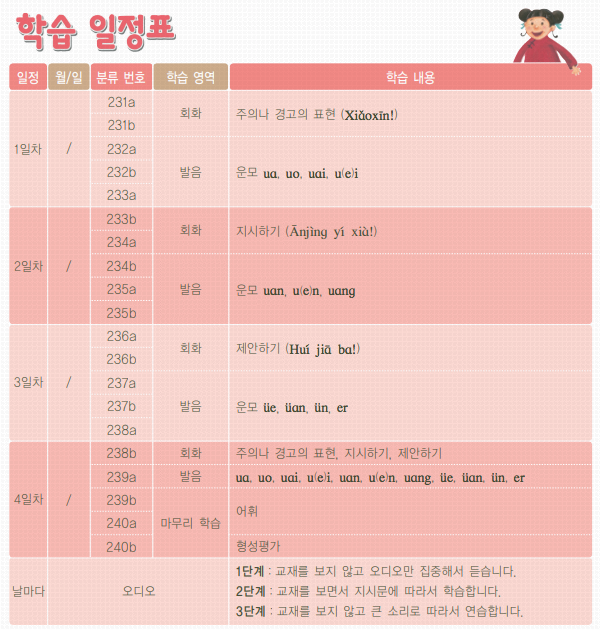 학습 일정표
일정 월/일 분류 번호 학습 영역 학습 내용
1일차 /
231a
231b
회화
주의나 경고의 표현 (Xiǎoxīn!)
232a
232b
233a
발음
운모 ua, uo, uai, u(e)i
2일차 /
233b
234a
회화
지시하기 (Ānjìng yí xià!)
234b
235a
235b
발음
운모 uan, u(e)n, uang
3일차 /
236a
236b
회화
제안하기 (Huí jiā ba!)
237a
237b
238a
발음
운모 üe, üan, ün, er
4일차 /
238b 회화 주의나 경고의 표현, 지시하기, 제안하기
239a 발음 ua, uo, uai, u(e)i, uan, u(e)n, uang, üe, üan, ün, er
239b
240a
마무리 학습
어휘
240b 형성평가
날마다 오디오
1단계 : 교재를 보지 않고 오디오만 집중해서 듣습니다.
2단계 : 교재를 보면서 지시문에 따라서 학습합니다.
3단계 : 교재를 보지 않고 큰 소리로 따라서 연습합니다.